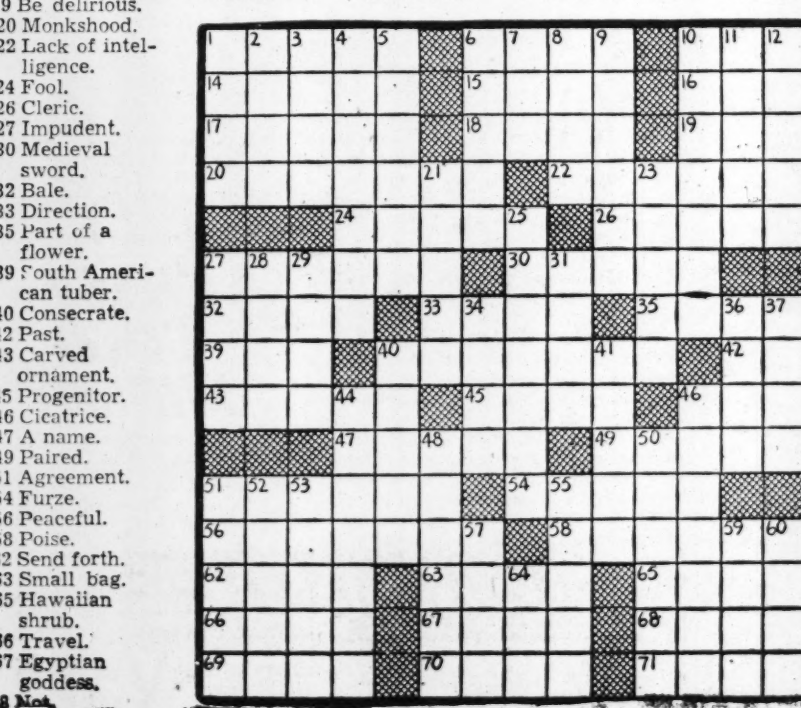 9 Be delirious.
20 Monkshood.
22 Lack of intel-
ligence.
24 Fool.
26 Cleric.
27 Impudent.
30 Medieval
sword.
32 Bale.
33 Direction.
35 Part of a
flower.
39 South Ameri-
can tuber.
40 Consecrate.
42 Past.
43 Carved
ornament.
45 Progenitor.
46 Cicatrice.
47 A name.
49 Paired.
51 Agreement.
54 Furze.
56 Peaceful.
58 Poise.
62 Send forth.
63 Small bag.
65 Hawaiian
shrub.
66 Travel.
67 Egyptian
goddess.
8 Not.
1 2 3 4 5 6 7 8 9 10 11 12
14 15 16
17 18 19
20 21 22 23
24 25 26
27 28 29 30 31
32 33 34 35 36 37
39 40 41 42
43 44 45 46
47 48 49 50
51 52 53 54 55
56 57 58 59 60
62 63 64 65
66 67 68
69 70 71